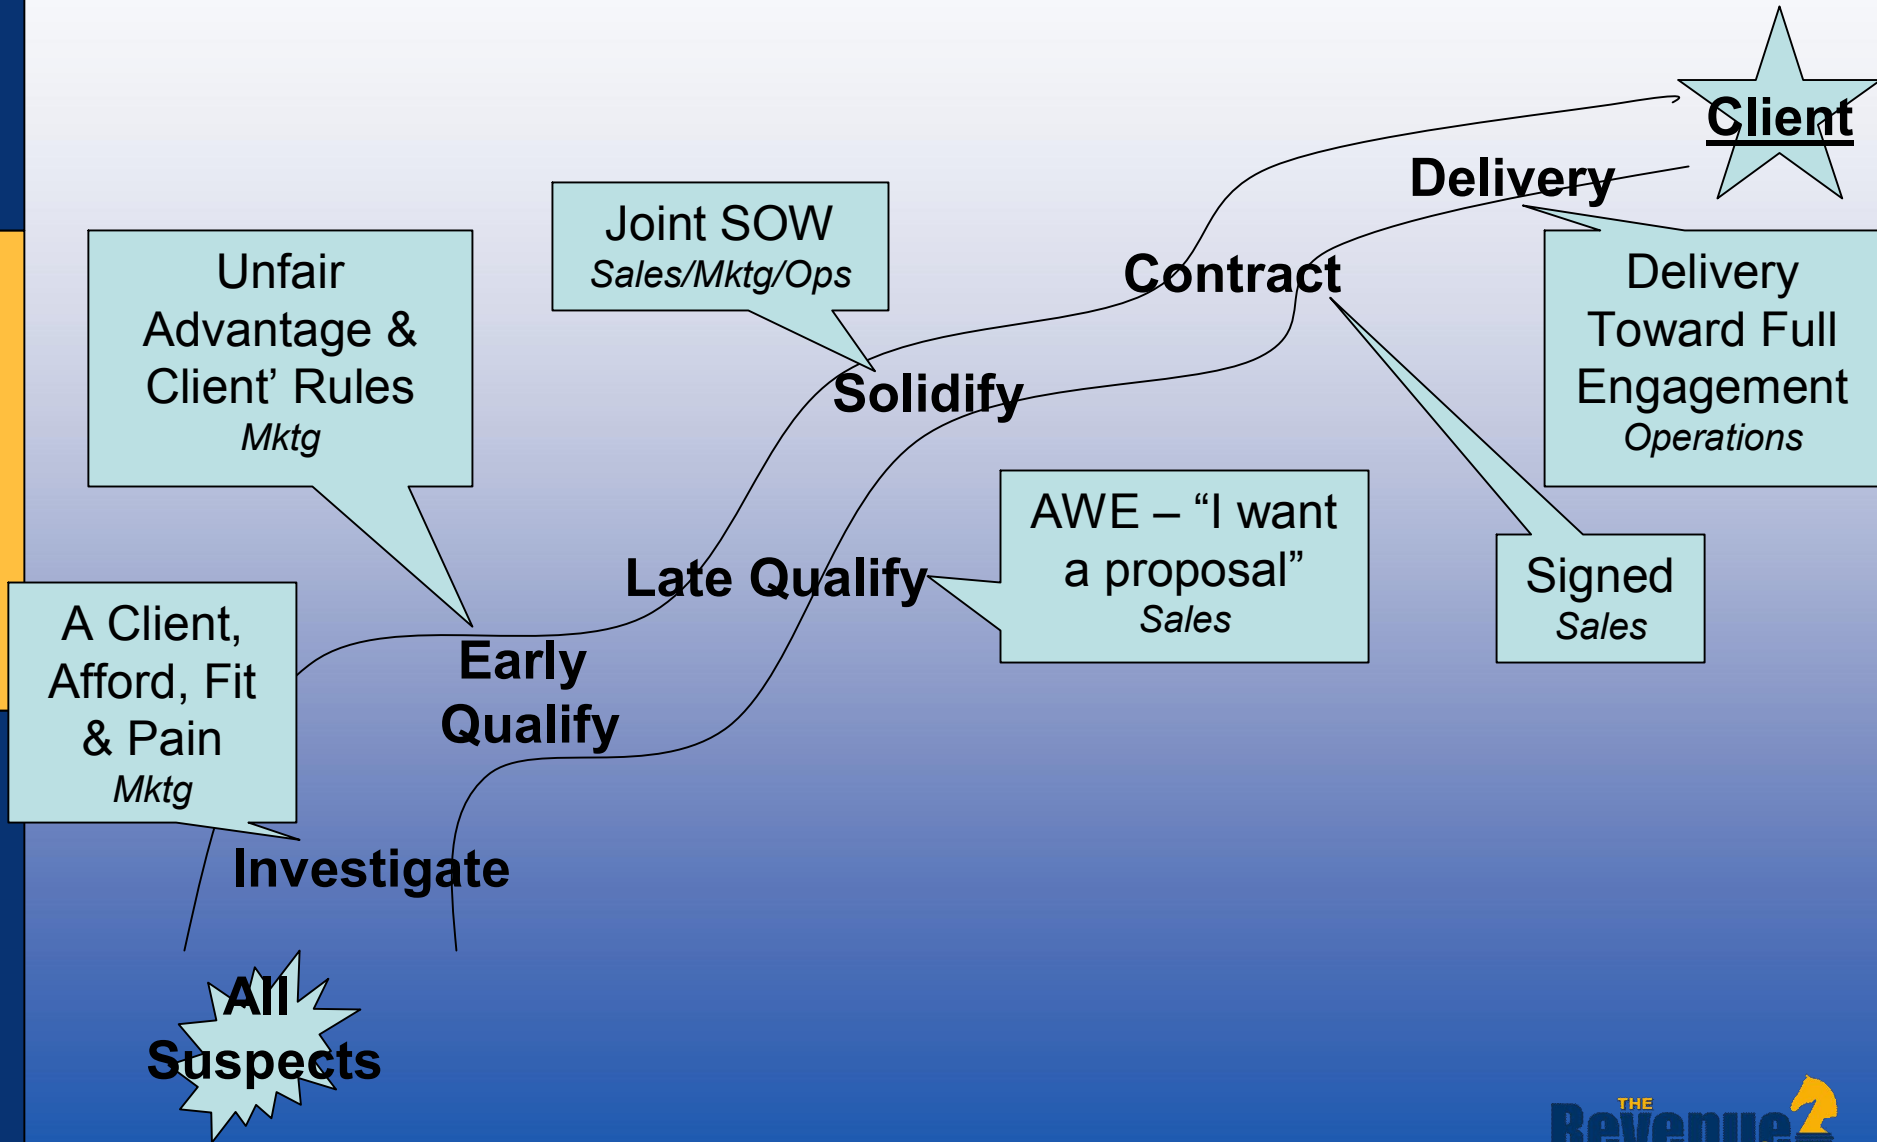 Client
Delivery
Joint SOW
Sales/Mktg/Ops
Unfair
Advantage &
Client’ Rules
Mktg
Contract
Delivery
Toward Full
Engagement
Operations
Solidify
AWE – “I want
a proposal”
Sales
Late Qualify
Signed
Sales
A Client,
Afford, Fit
& Pain
Mktg
Early
Qualify
Investigate
All
Suspects
THE
Revenue